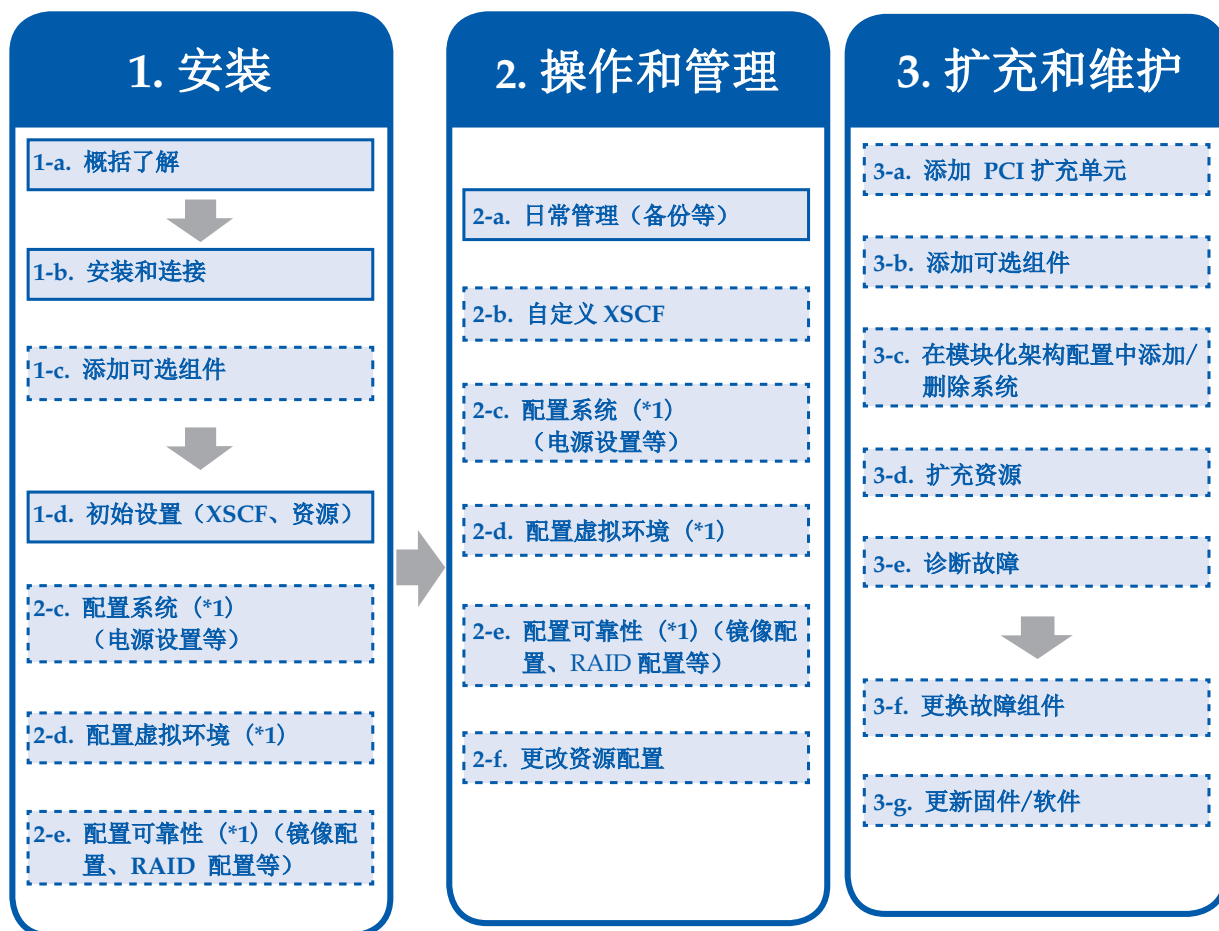 1. 安装
1-a. 概括了解
1-b. 安装和连接
1-c. 添加可选组件
1-d. 初始设置（XSCF、资源）
2-c. 配置系统 (*1)
（电源设置等）
2-d. 配置虚拟环境 (*1)
2-e. 配置可靠性 (*1)（镜像配
置、RAID 配置等）
2. 操作和管理
2-a. 日常管理（备份等）
2-b. 自定义 XSCF
2-c. 配置系统 (*1)
（电源设置等）
2-d. 配置虚拟环境 (*1)
2-e. 配置可靠性 (*1)（镜像配
置、RAID 配置等）
2-f. 更改资源配置
3. 扩充和维护
3-a. 添加 PCI 扩充单元
3-b. 添加可选组件
3-c. 在模块化架构配置中添加/
删除系统
3-d. 扩充资源
3-e. 诊断故障
3-f. 更换故障组件
3-g. 更新固件/软件